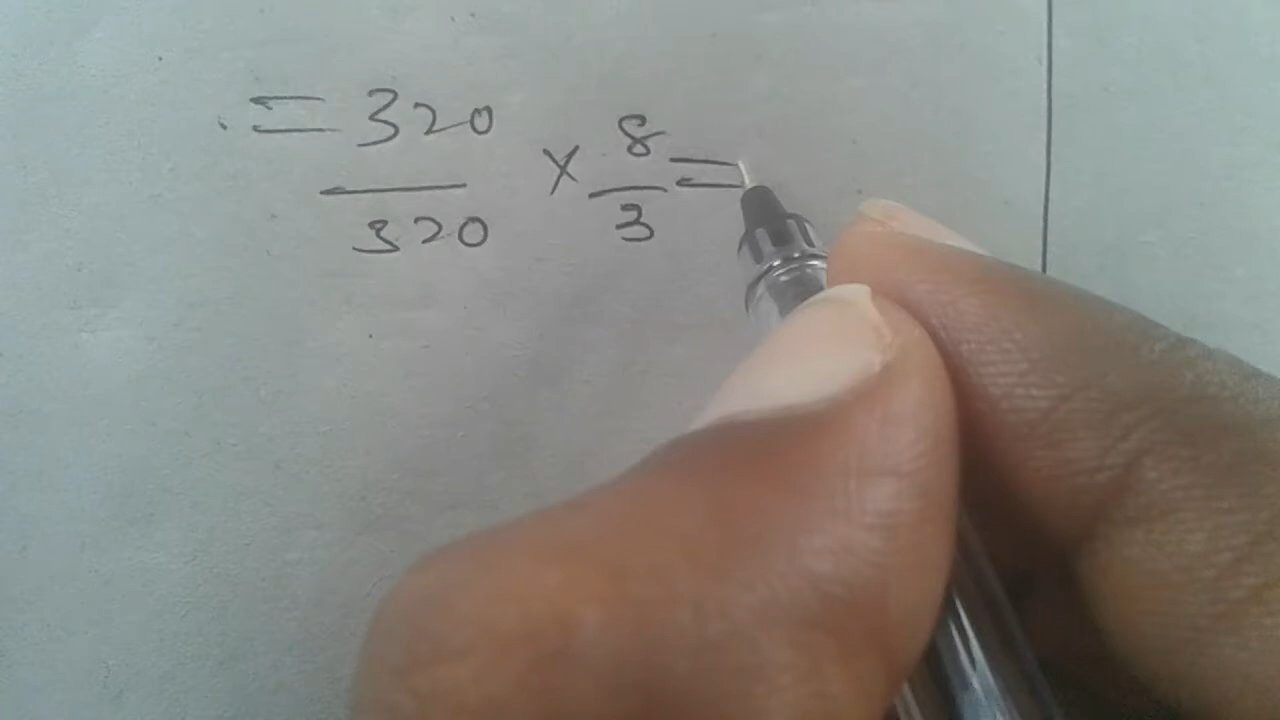 = 320/320 × 8/3 =